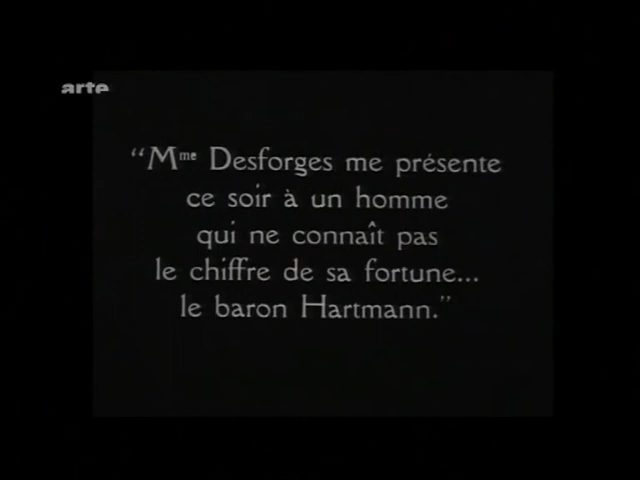 arte
"Mme Desforges me présente
ce soir à un homme
qui ne connaît pas
le chiffre de sa fortune...
le baron Hartmann."